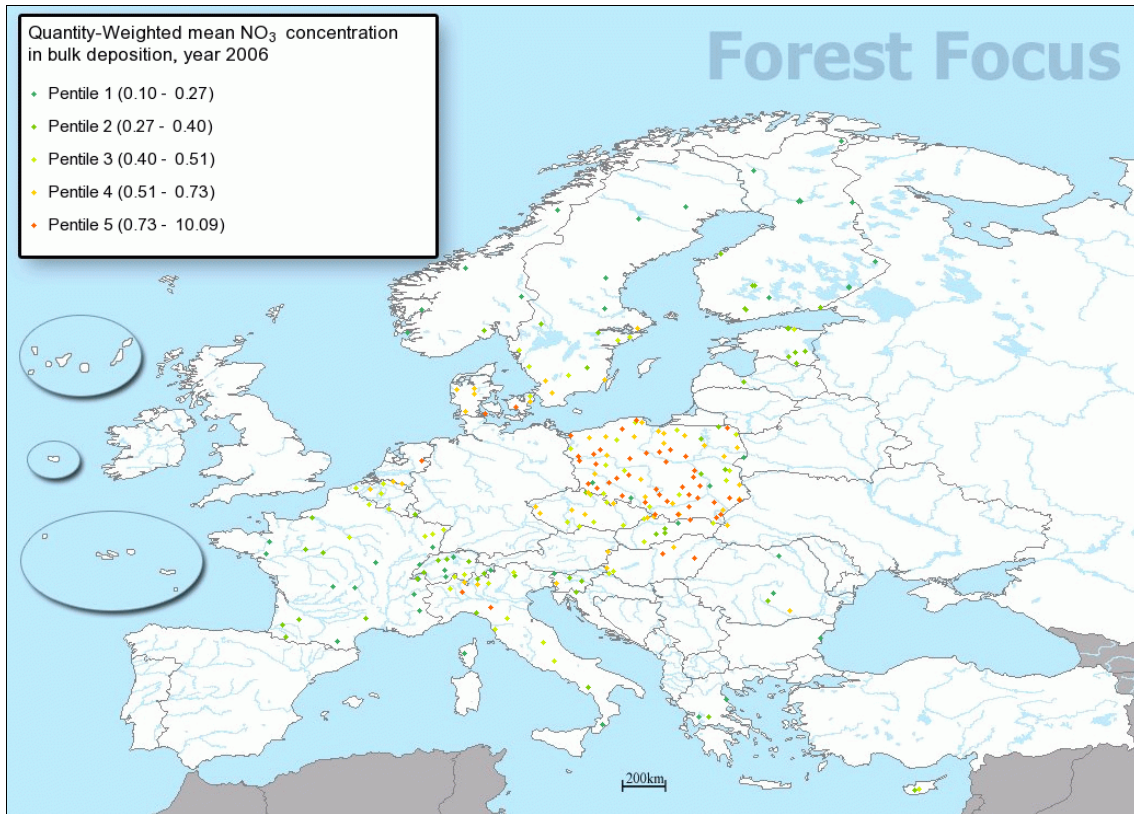 Quantity-Weighted mean NO₃ concentration
in bulk deposition, year 2006
Pentile 1 (0.10 - 0.27)
Pentile 2 (0.27 - 0.40)
Pentile 3 (0.40 - 0.51)
Pentile 4 (0.51 - 0.73)
Pentile 5 (0.73 - 10.09)
Forest Focus
200km